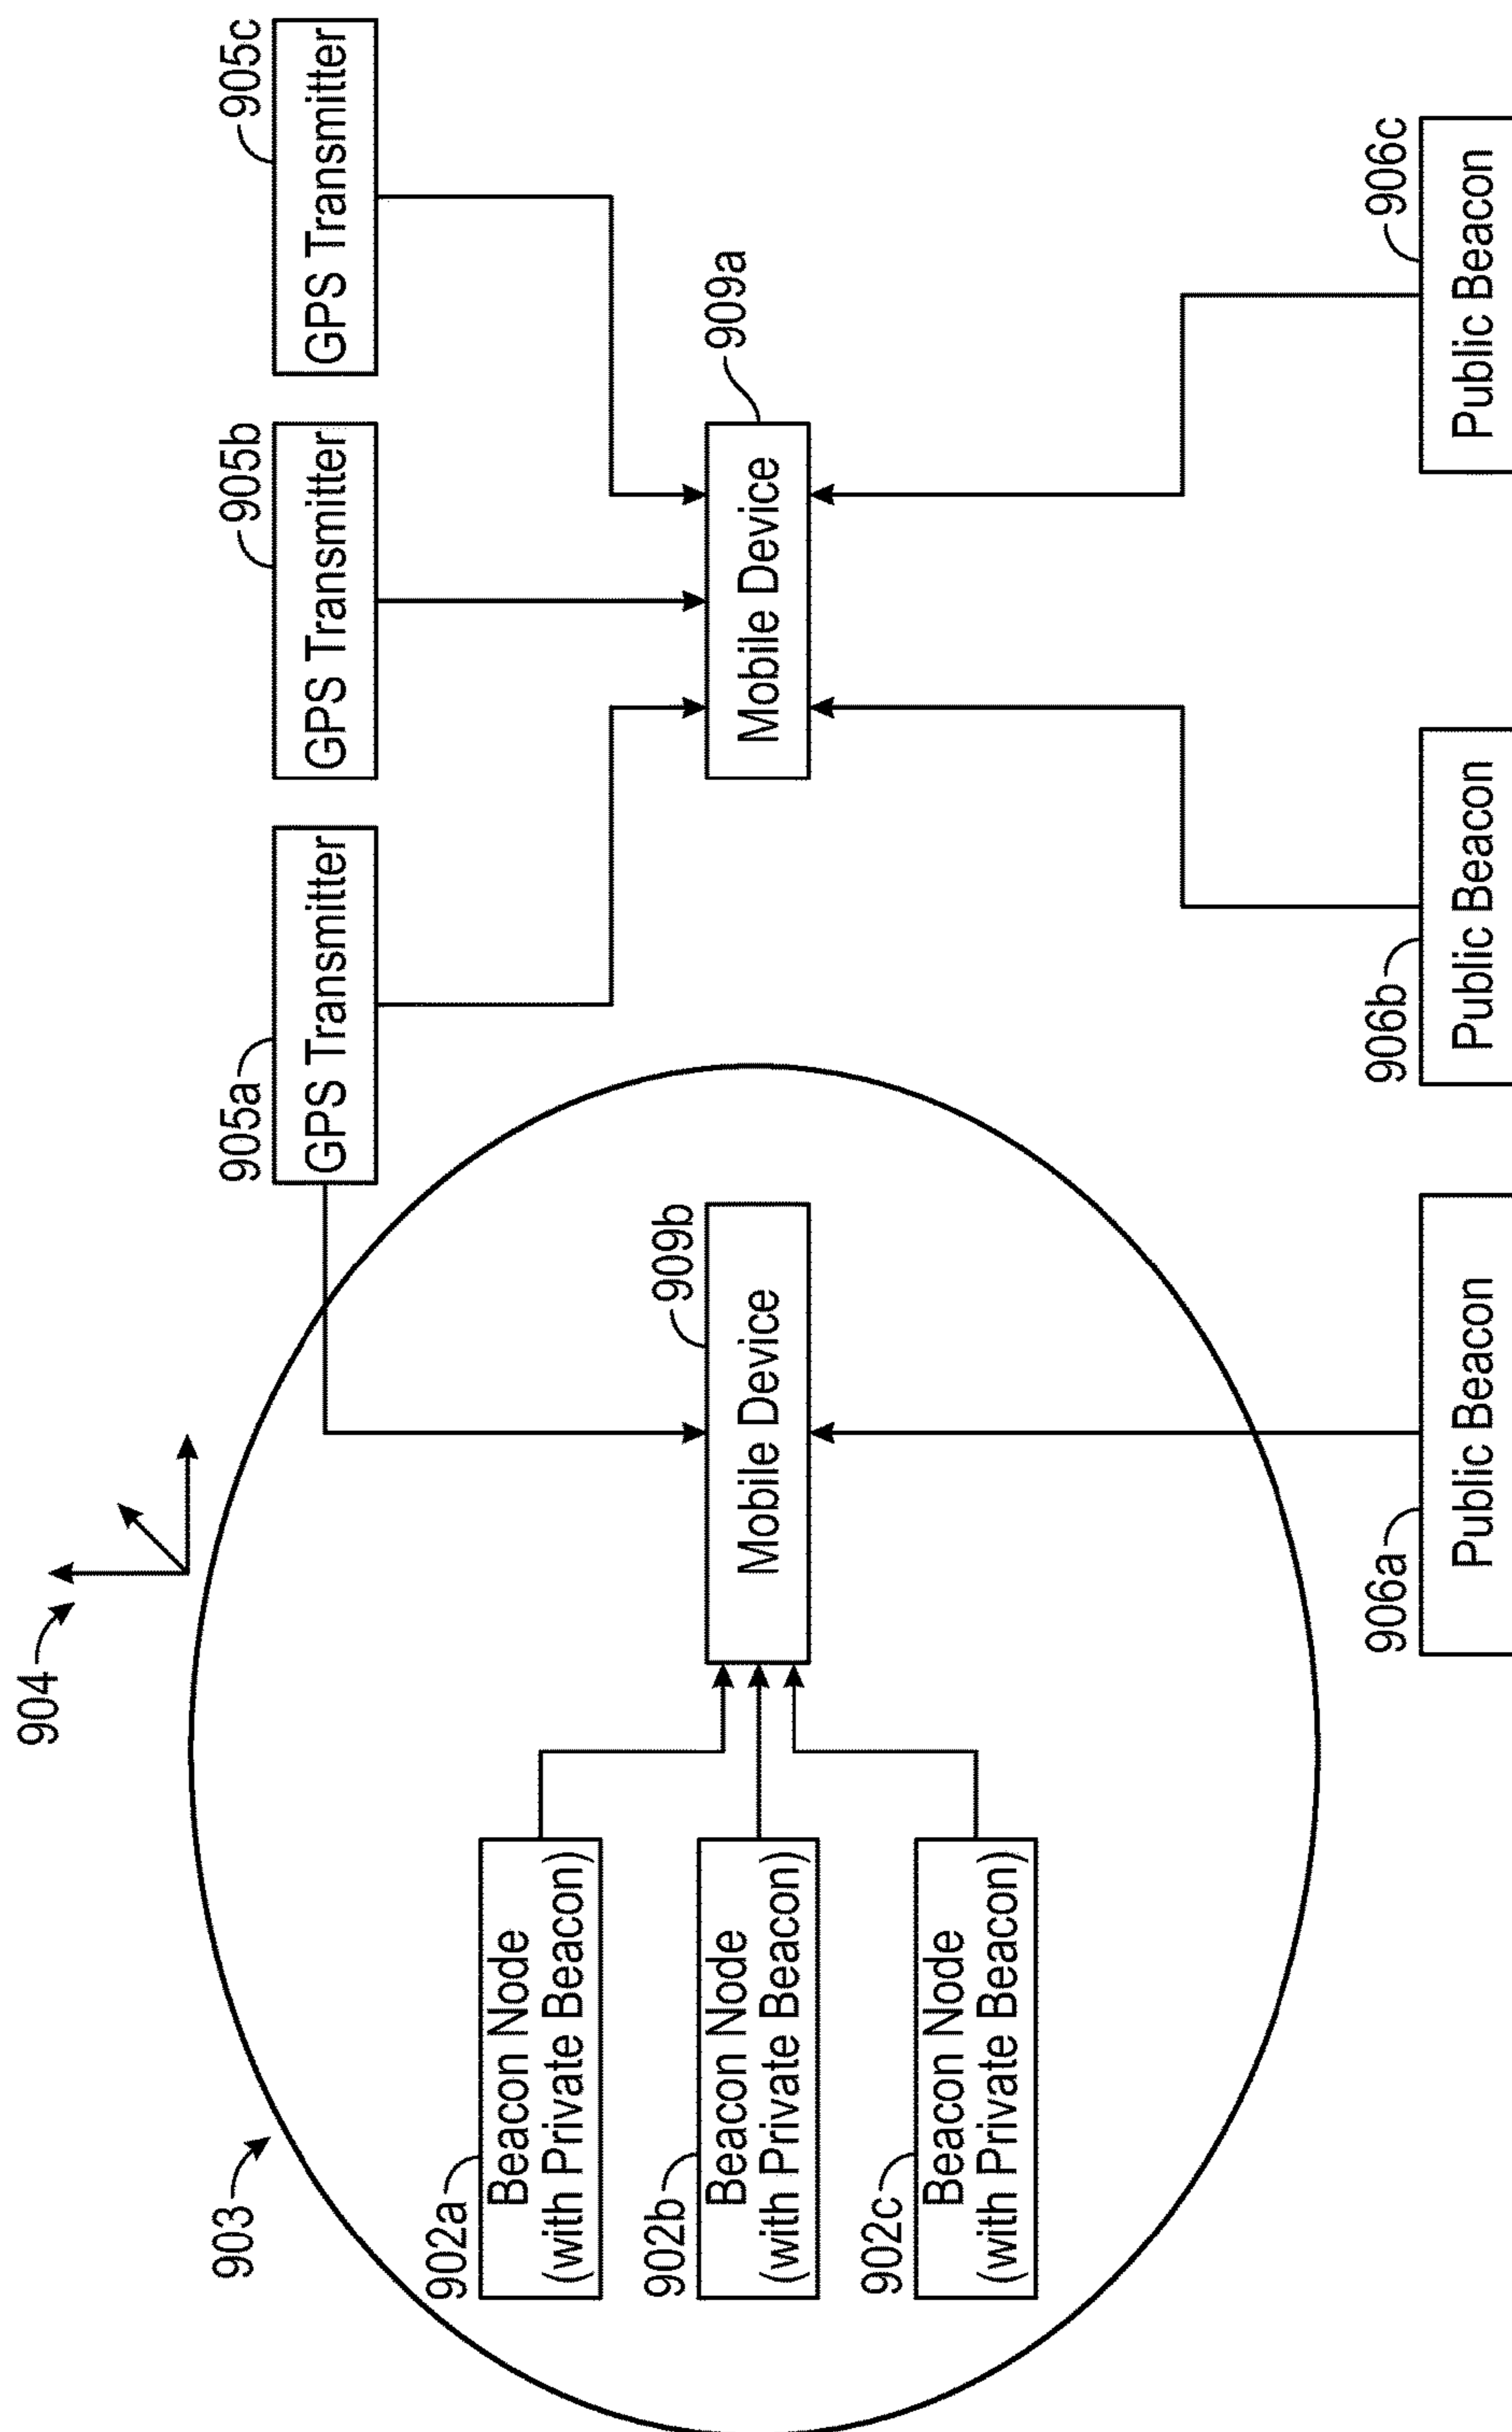 904
903
905a
GPS Transmitter
905b
GPS Transmitter
905c
GPS Transmitter
902a
Beacon Node
(with Private Beacon)
902b
Beacon Node
(with Private Beacon)
902c
Beacon Node
(with Private Beacon)
909b
Mobile Device
909a
Mobile Device
906a
Public Beacon
906b
Public Beacon
906c
Public Beacon